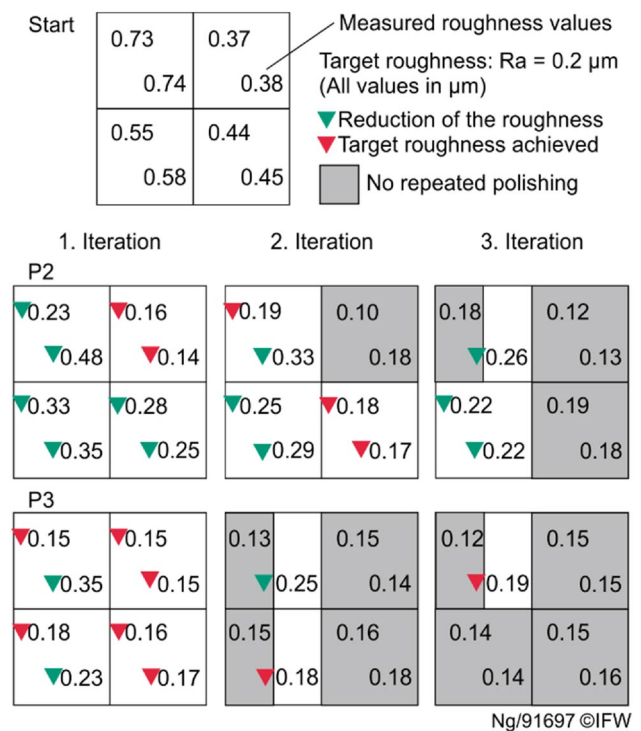 Start
0.73 0.37
0.74 0.38
0.55 0.44
0.58 0.45
Measured roughness values
Target roughness: Ra = 0.2 µm
(All values in µm)
Reduction of the roughness
Target roughness achieved
No repeated polishing
1. Iteration 2. Iteration 3. Iteration
P2
0.23 0.16 0.19 0.10 0.18 0.12
0.48 0.14 0.33 0.18 0.26 0.13
0.33 0.28 0.25 0.18 0.22 0.19
0.35 0.25 0.29 0.17 0.22 0.18
P3
0.15 0.15 0.13 0.15 0.12 0.15
0.35 0.15 0.25 0.14 0.19 0.15
0.18 0.16 0.15 0.16 0.14 0.15
0.23 0.17 0.18 0.18 0.14 0.16
Ng/91697 ©IFW